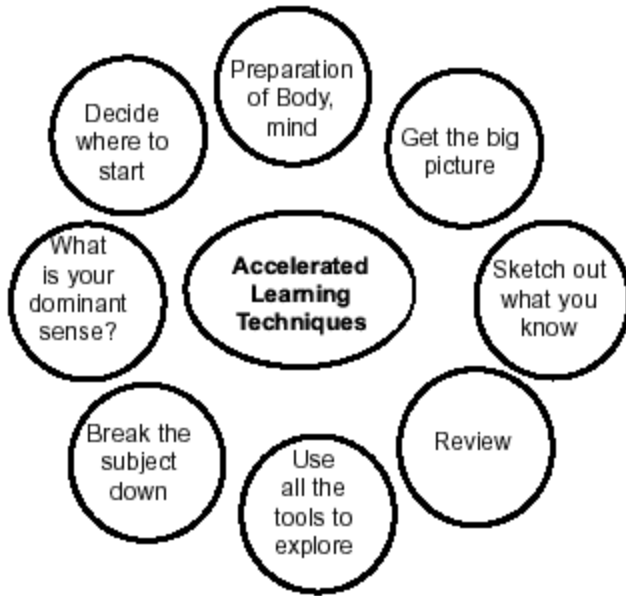 Preparation
of Body,
mind
Decide
where to
start
Get the big
picture
What
is your
dominant
sense?
Accelerated
Learning
Techniques
Sketch out
what you
know
Break the
subject
down
Use
all the
tools to
explore
Review